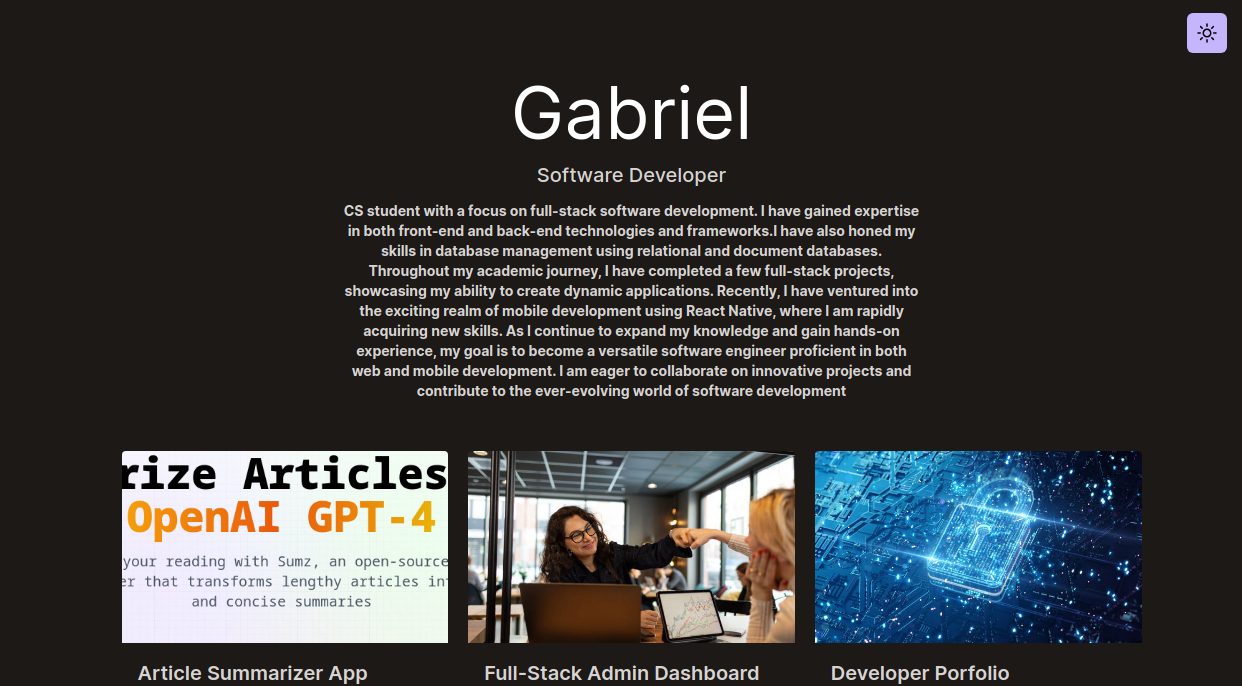 Gabriel
Software Developer
CS student with a focus on full-stack software development. I have gained expertise
in both front-end and back-end technologies and frameworks.I have also honed my
skills in database management using relational and document databases.
Throughout my academic journey, I have completed a few full-stack projects,
showcasing my ability to create dynamic applications. Recently, I have ventured into
the exciting realm of mobile development using React Native, where I am rapidly
acquiring new skills. As I continue to expand my knowledge and gain hands-on
experience, my goal is to become a versatile software engineer proficient in both
web and mobile development. I am eager to collaborate on innovative projects and
contribute to the ever-evolving world of software development
rize Articles
OpenAI GPT-4
your reading with Sumz, an open-source
er that transforms lengthy articles in
and concise summaries
Article Summarizer App
Full-Stack Admin Dashboard
Developer Porfolio